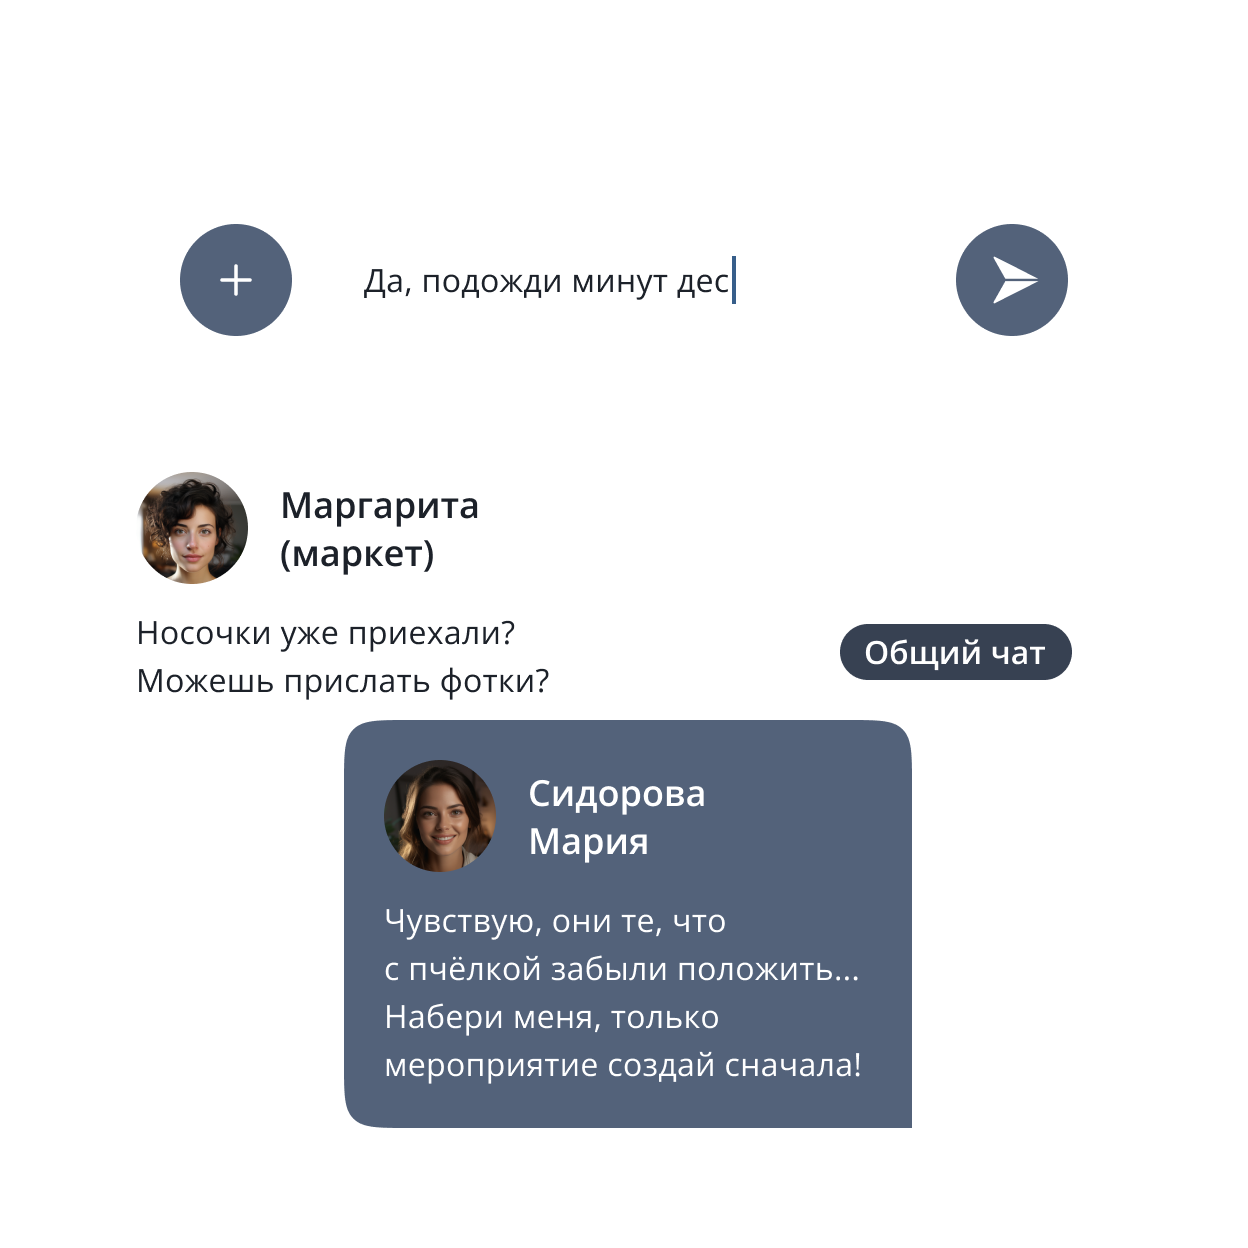 Да, подожди минут дес
Маргарита
(маркет)
Носочки уже приехали?
Можешь прислать фотки?
Общий чат
Сидорова
Мария
Чувствую, они те, что
с пчёлкой забыли положить...
Набери меня, только
мероприятие создай сначала!